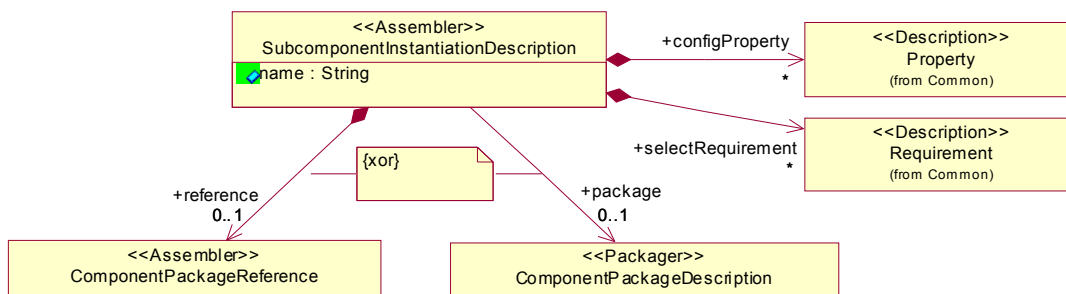 <<Assembler>>
SubcomponentInstantiationDescription
name : String
+configProperty
*
<<Description>>
Property
(from Common)
+selectRequirement
*
<<Description>>
Requirement
(from Common)
{xor}
+reference
0..1
+package
0..1
<<Assembler>>
ComponentPackageReference
<<Packager>>
ComponentPackageDescription